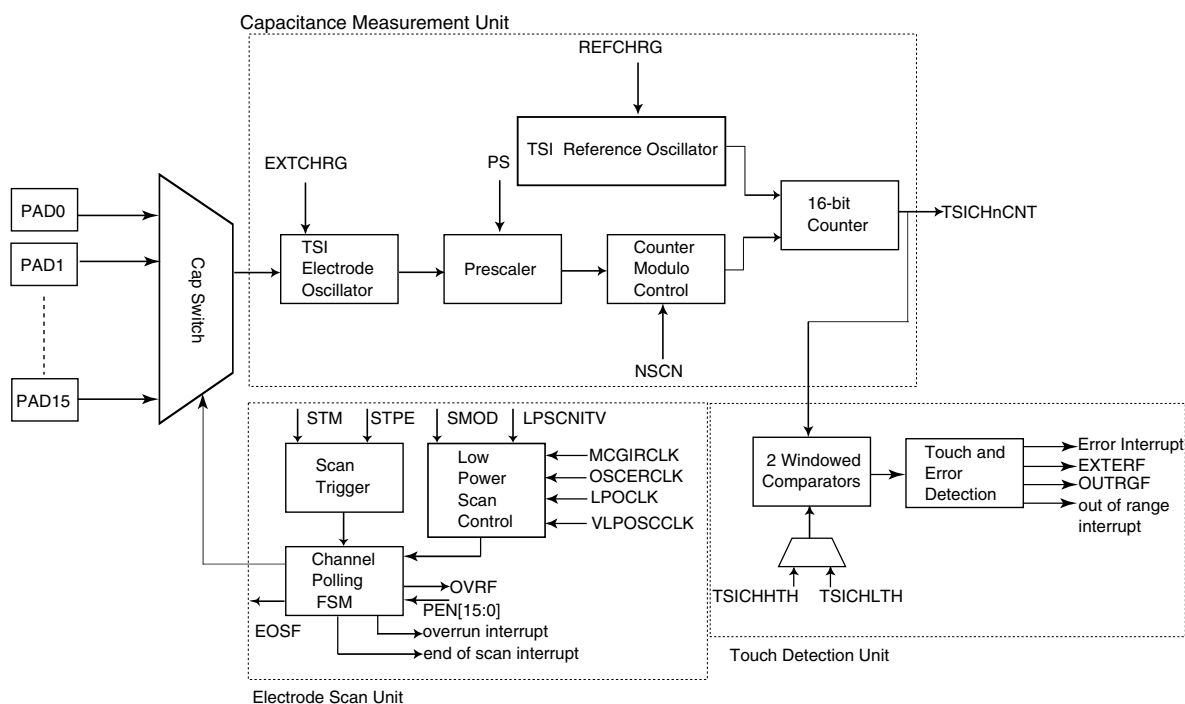 Capacitance Measurement Unit
REFCHRG
TSI Reference Oscillator
EXTCHRG
PS
PAD0
PAD1
PAD15
Cap Switch
TSI
Electrode
Oscillator
Prescaler
Counter
Modulo
Control
16-bit
Counter
TSICHnCNT
NSCN
STM
STPE
SMOD
LPSCNITV
Scan
Trigger
Low
Power
Scan
Control
MCGIRCLK
OSCERCLK
LPOCLK
VLPOSCCLK
Channel
Polling
FSM
OVRF
PEN[15:0]
EOSF
overrun interrupt
end of scan interrupt
Electrode Scan Unit
2 Windowed
Comparators
Touch and
Error
Detection
Error Interrupt
EXTERF
OUTRGF
out of range
interrupt
TSICHHTH
TSICHLTH
Touch Detection Unit